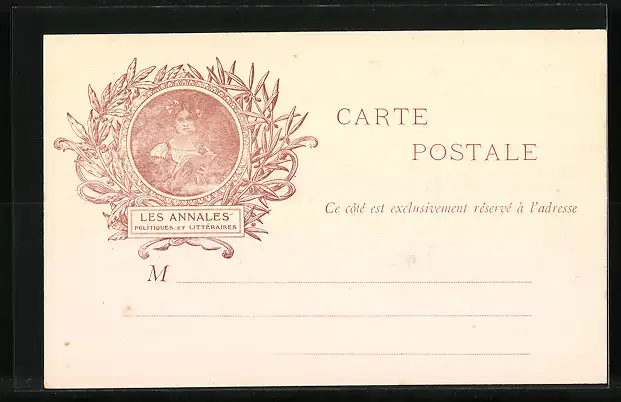 LES ANNALES
POLITIQUES ET LITTÉRAIRES
CARTE
POSTALE
Ce côté est exclusivement réservé à l'adresse
M